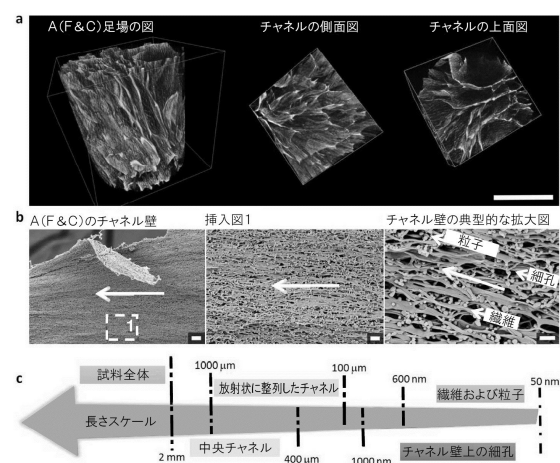 a
A(F&C)足場の図
チャネルの側面図
チャネルの上面図
b
A(F&C)のチャネル壁
挿入図1
チャネル壁の典型的な拡大図
1
粒子
細孔
繊維
c
試料全体
1000 μm
放射状に整列したチャネル
100 μm
600 nm
繊維および粒子
50 nm
長さスケール
2 mm
中央チャネル
400 μm
1000 nm
チャネル壁上の細孔